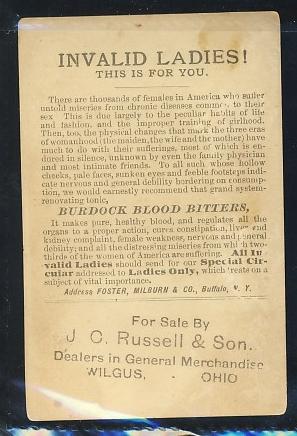 INVALID LADIES!
THIS IS FOR YOU.
There are thousands of females in America who suffer
untold miseries from chronic diseases common to their
sex This is due largely to the peculiar habits of life
and fashion, and the improper training of girlhood.
Then, too, the physical changes that mark the three eras
of womanhood (the maiden, the wife and the mother) have
much to do with their sufferings, most of which is en-
dured in silence, unknown by even the family physician
and most intimate friends. To all such whose hollow
cheeks, pale faces, sunken eyes and feeble footsteps indi-
cate nervous and general debility bordering on consump-
tion, we would earnestly recommend that grand system-
renovating tonic,
BURDOCK BLOOD BITTERS,
It makes pure, healthy blood, and regulates all the
organs to a proper action, cures constipation, liver and
kidney complaint, female weakness, nervous and general
debility; and all the distressing miseries from which two-
thirds of the women of America are suffering. All In-
valid Ladies should send for our Special Cir-
cular addressed to Ladies Only, which treats on a
subject of vital importance.
Address FOSTER, MILBURN & CO., Buffalo, N. Y.
For Sale By
J. C. Russell & Son.
Dealers in General Merchandise
WILGUS, - OHIO